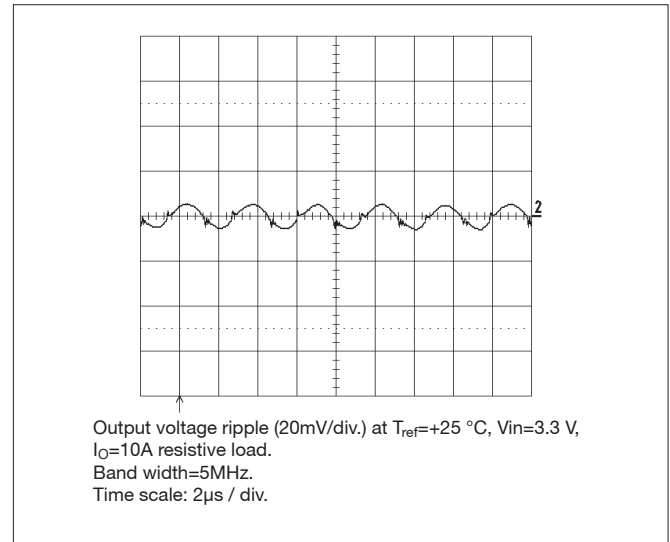 2
Output voltage ripple (20mV/div.) at Tref=+25 °C, Vin=3.3 V,
IO=10A resistive load.
Band width=5MHz.
Time scale: 2µs / div.